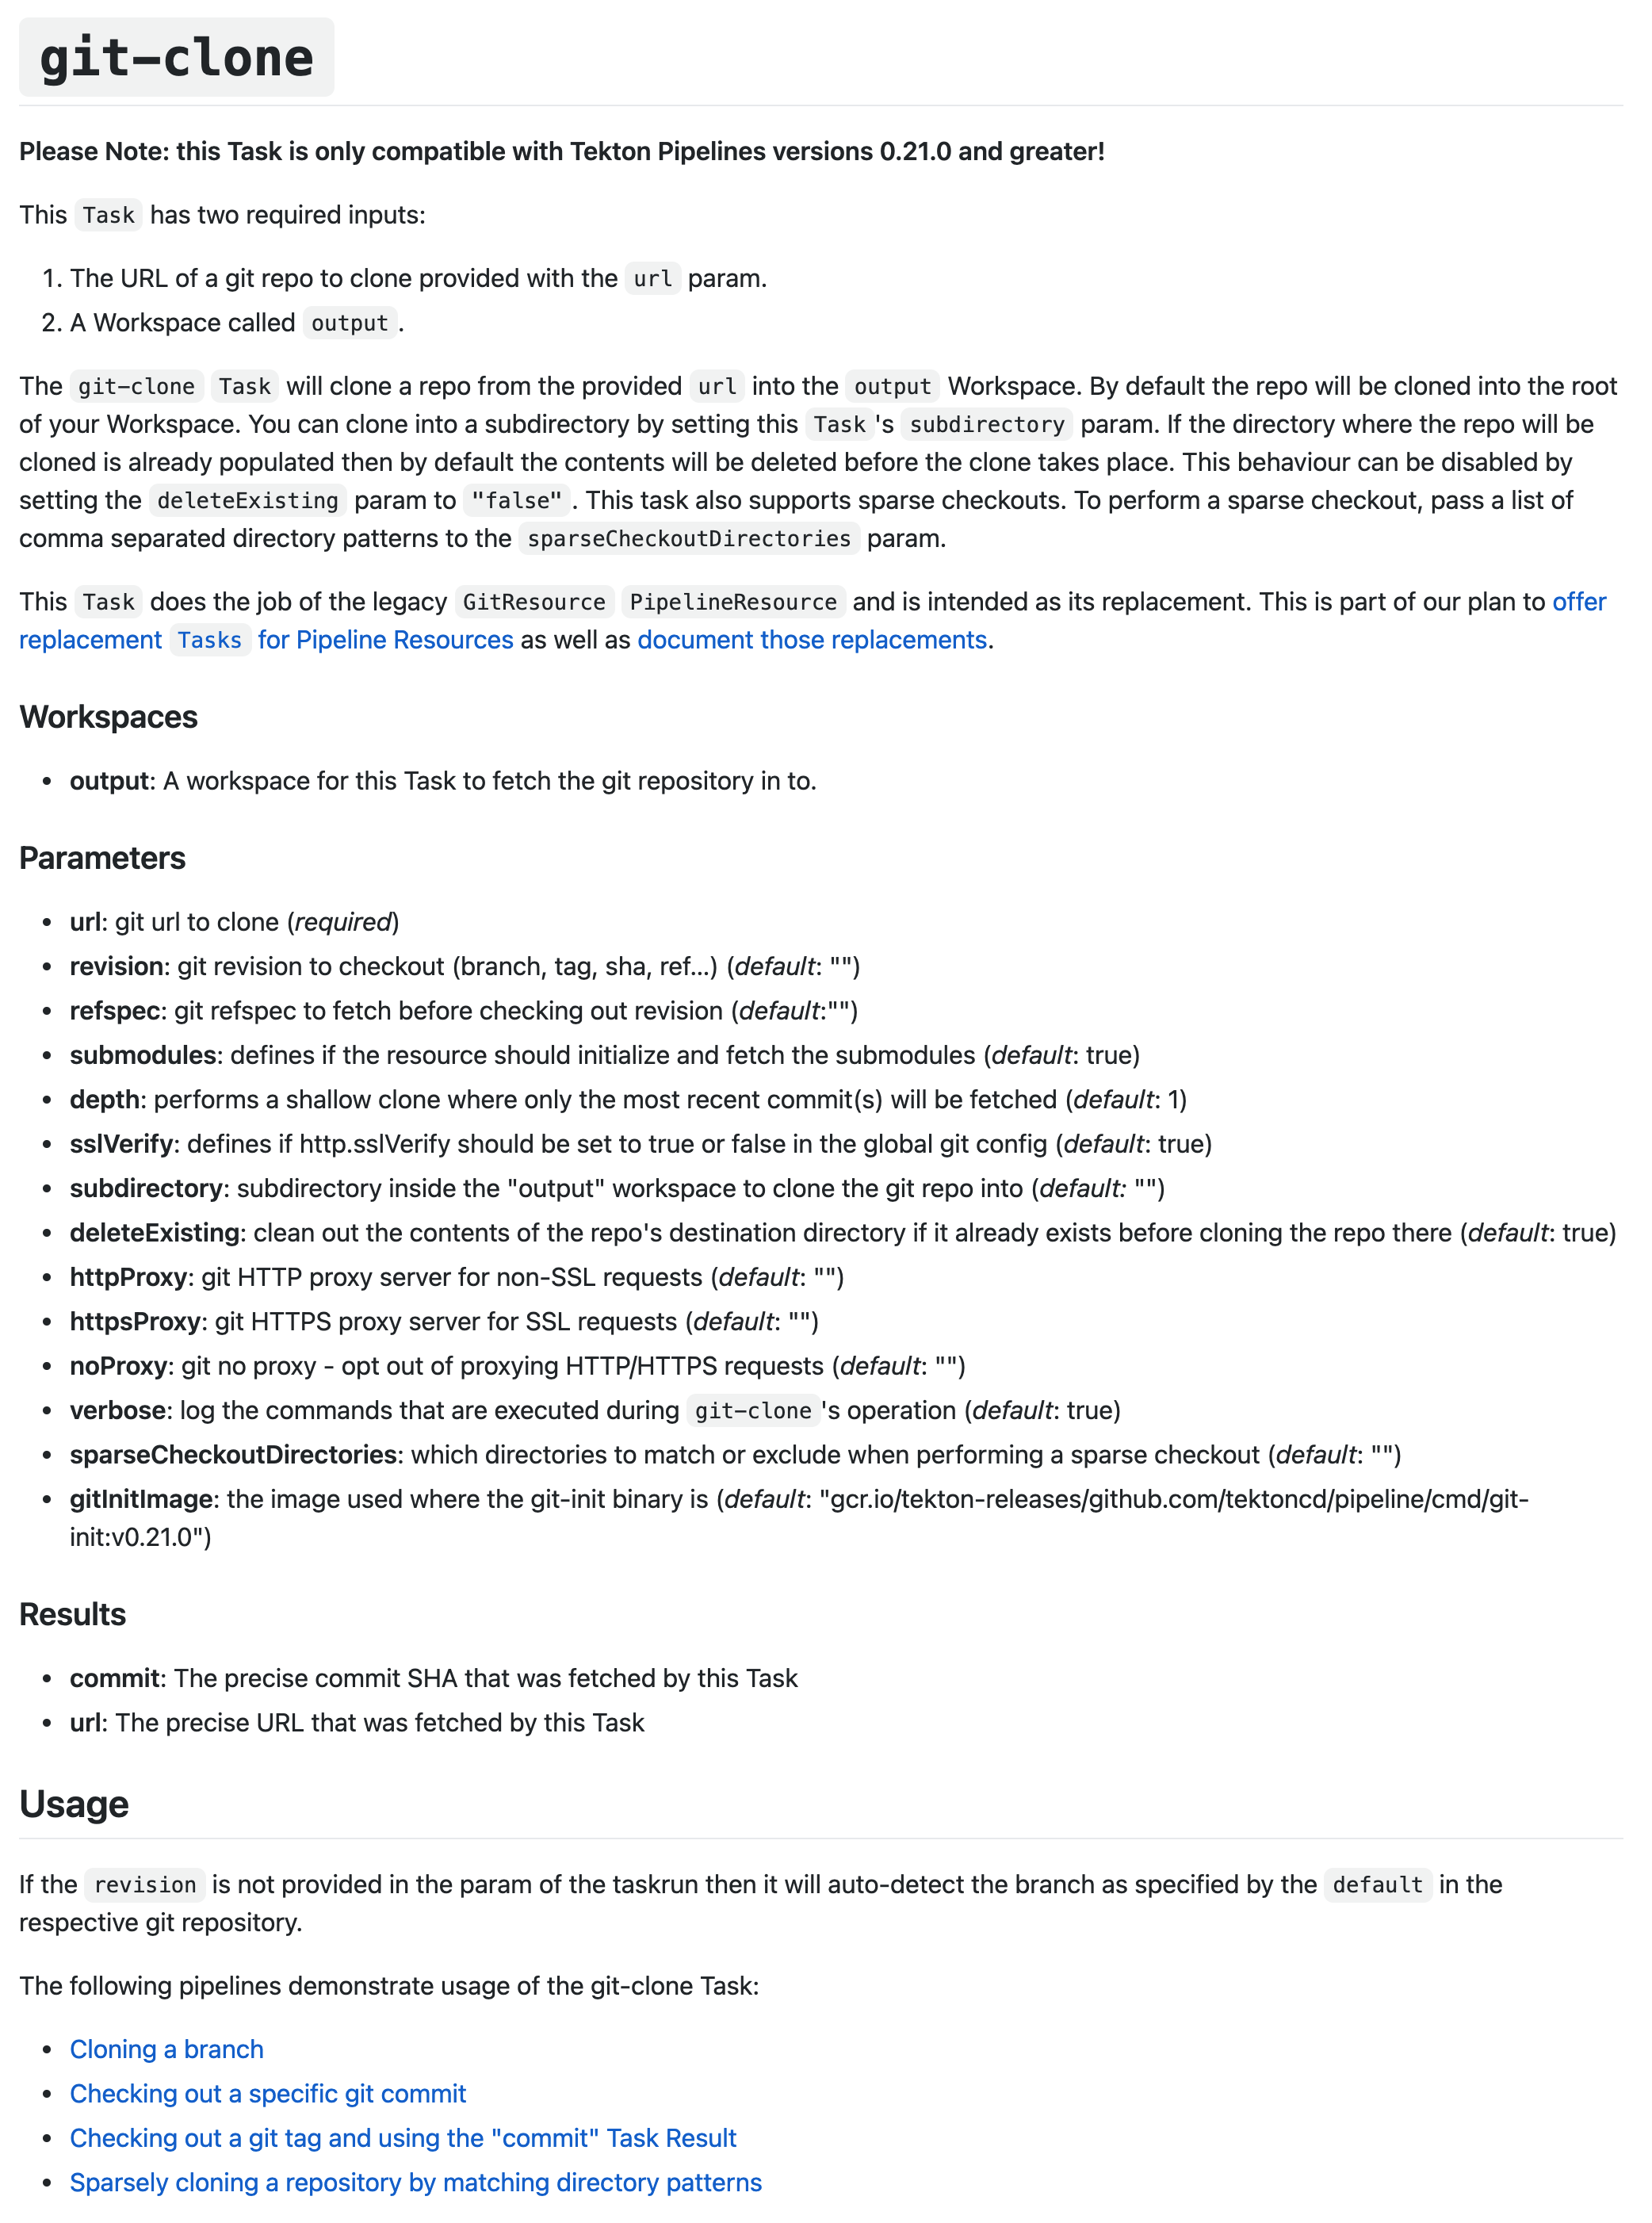 git-clone
Please Note: this Task is only compatible with Tekton Pipelines versions 0.21.0 and greater!
This Task has two required inputs:
1. The URL of a git repo to clone provided with the url param.
2. A Workspace called output.
The git-clone Task will clone a repo from the provided url into the output Workspace. By default the repo will be cloned into the root
of your Workspace. You can clone into a subdirectory by setting this Task's subdirectory param. If the directory where the repo will be
cloned is already populated then by default the contents will be deleted before the clone takes place. This behaviour can be disabled by
setting the deleteExisting param to "false". This task also supports sparse checkouts. To perform a sparse checkout, pass a list of
comma separated directory patterns to the sparseCheckoutDirectories param.
This Task does the job of the legacy GitResource PipelineResource and is intended as its replacement. This is part of our plan to offer
replacement Tasks for Pipeline Resources as well as document those replacements.
Workspaces
• output: A workspace for this Task to fetch the git repository in to.
Parameters
• url: git url to clone (required)
• revision: git revision to checkout (branch, tag, sha, ref...) (default: "")
• refspec: git refspec to fetch before checking out revision (default:"")
• submodules: defines if the resource should initialize and fetch the submodules (default: true)
• depth: performs a shallow clone where only the most recent commit(s) will be fetched (default: 1)
• sslVerify: defines if http.sslVerify should be set to true or false in the global git config (default: true)
• subdirectory: subdirectory inside the "output" workspace to clone the git repo into (default: "")
• deleteExisting: clean out the contents of the repo's destination directory if it already exists before cloning the repo there (default: true)
• httpProxy: git HTTP proxy server for non-SSL requests (default: "")
• httpsProxy: git HTTPS proxy server for SSL requests (default: "")
• noProxy: git no proxy - opt out of proxying HTTP/HTTPS requests (default: "")
• verbose: log the commands that are executed during git-clone's operation (default: true)
• sparseCheckoutDirectories: which directories to match or exclude when performing a sparse checkout (default: "")
• gitInitImage: the image used where the git-init binary is (default: "gcr.io/tekton-releases/github.com/tektoncd/pipeline/cmd/git-
init:v0.21.0")
Results
• commit: The precise commit SHA that was fetched by this Task
• url: The precise URL that was fetched by this Task
Usage
If the revision is not provided in the param of the taskrun then it will auto-detect the branch as specified by the default in the
respective git repository.
The following pipelines demonstrate usage of the git-clone Task:
• Cloning a branch
• Checking out a specific git commit
• Checking out a git tag and using the "commit" Task Result
• Sparsely cloning a repository by matching directory patterns